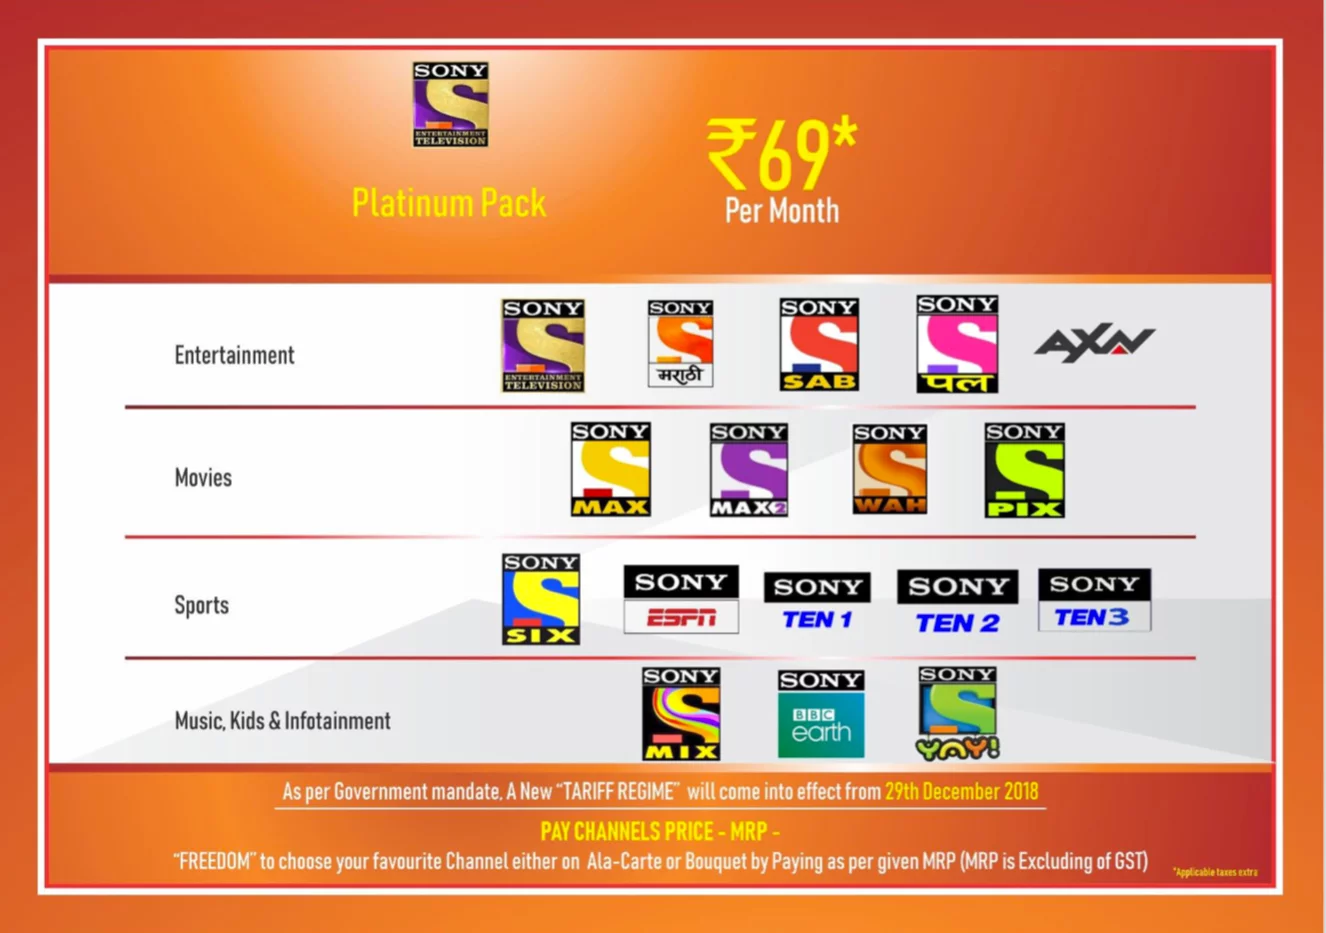 SONY
ENTERTAINMENT
TELEVISION
₹69*
Platinum Pack
Per Month
Entertainment
SONY
ENTERTAINMENT
TELEVISION
SONY
मराठी
SONY
SAB
SONY
पल
AXN
Movies
SONY
MAX
SONY
MAX2
SONY
WAH
SONY
PIX
Sports
SONY
SIX
SONY
ESPN
SONY
TEN 1
SONY
TEN 2
SONY
TEN 3
Music, Kids & Infotainment
SONY
MIX
SONY
BBC
earth
SONY
YAY!
As per Government mandate, A New "TARIFF REGIME" will come into effect from 29th December 2018
PAY CHANNELS PRICE - MRP -
"FREEDOM" to choose your favourite Channel either on Ala-Carte or Bouquet by Paying as per given MRP (MRP is Excluding of GST)
*Applicable taxes extra